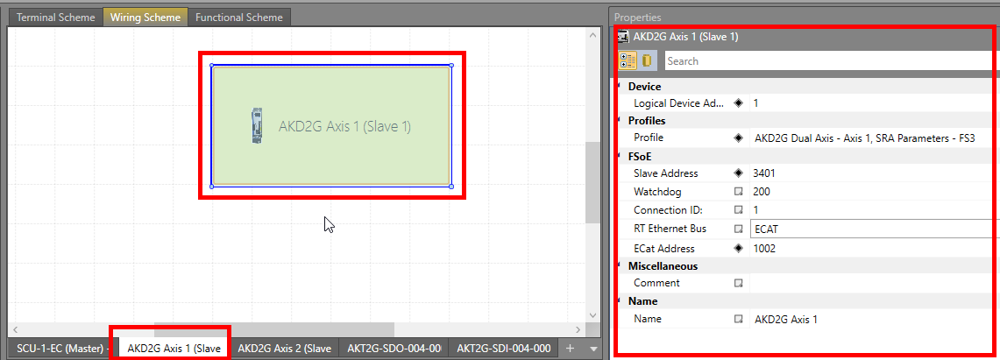 Terminal Scheme Wiring Scheme Functional Scheme
AKD2G Axis 1 (Slave 1)
SCU-1-EC (Master) - AKD2G Axis 1 (Slave AKD2G Axis 2 (Slave AKT2G-SDO-004-00 AKT2G-SDI-004-000 +
Properties
AKD2G Axis 1 (Slave 1)
Search
Device
Logical Device Ad... 1
Profiles
Profile AKD2G Dual Axis - Axis 1, SRA Parameters - FS3
FSoE
Slave Address 3401
Watchdog 200
Connection ID: 1
RT Ethernet Bus ECAT
ECat Address 1002
Miscellaneous
Comment
Name
Name AKD2G Axis 1